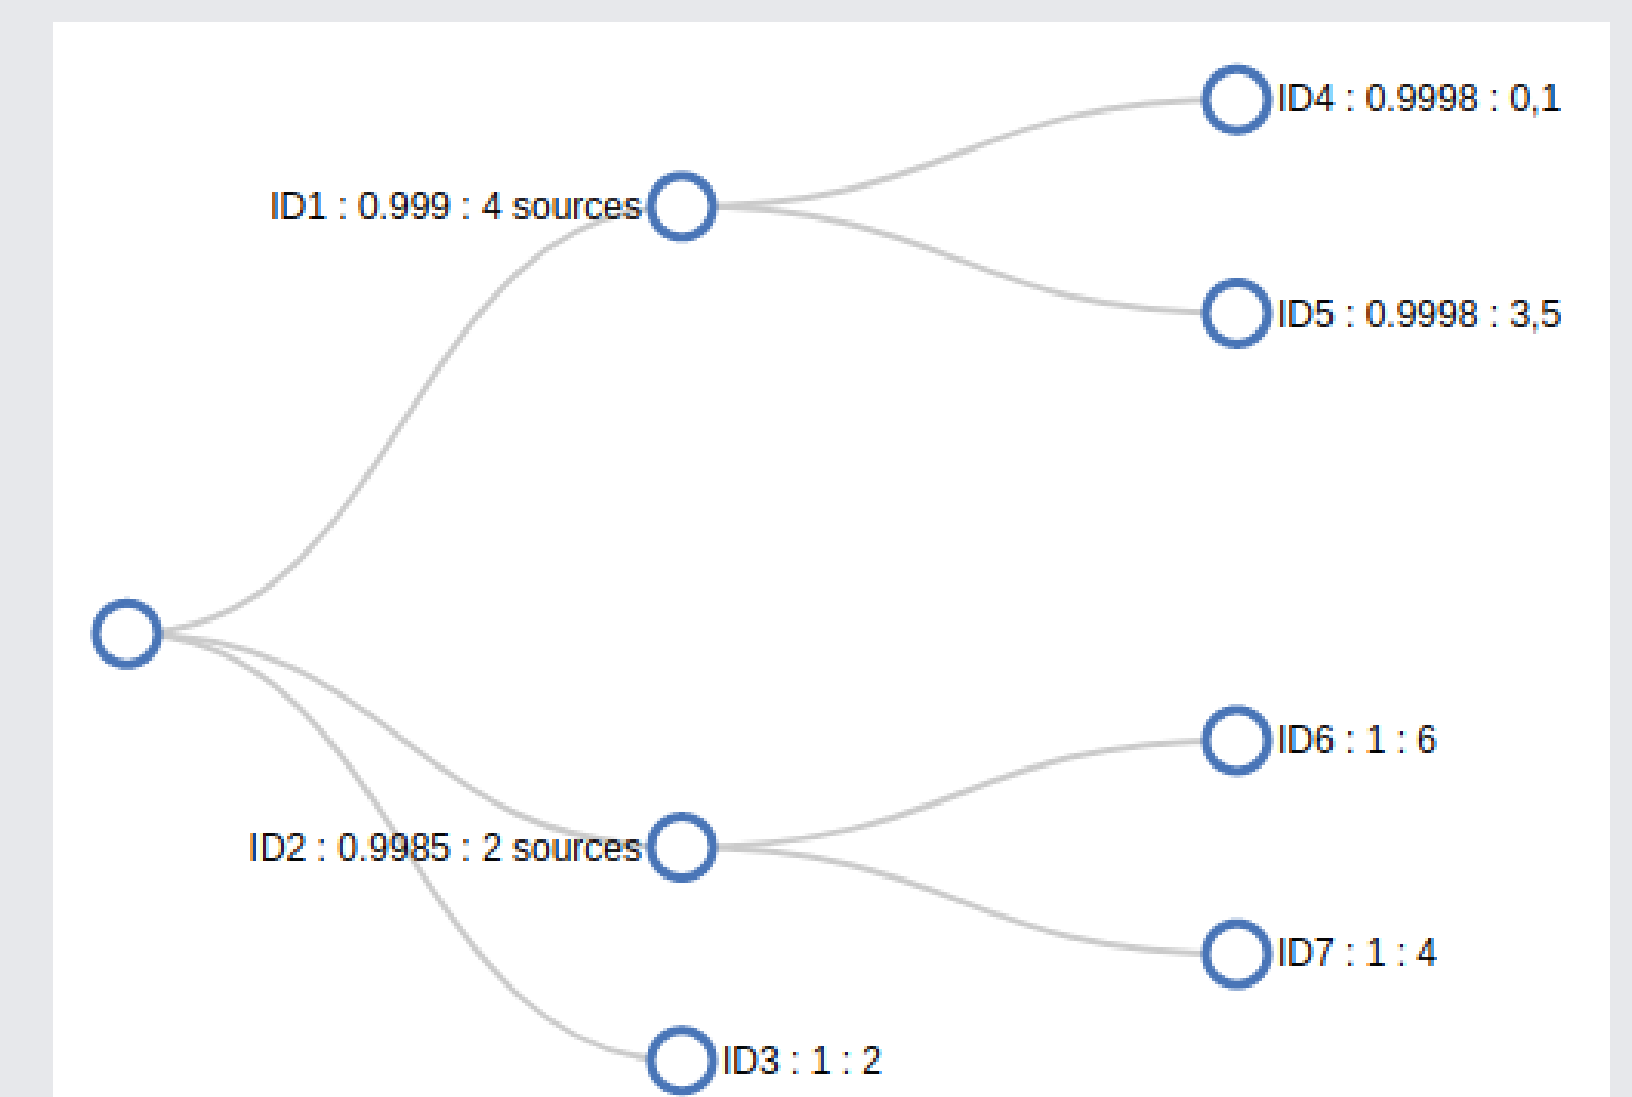 ID4 : 0.9998 : 0,1
ID1 : 0.999 : 4 sources
ID5 : 0.9998 : 3,5
ID6 : 1 : 6
ID2 : 0.9985 : 2 sources
ID7 : 1 : 4
ID3 : 1 : 2